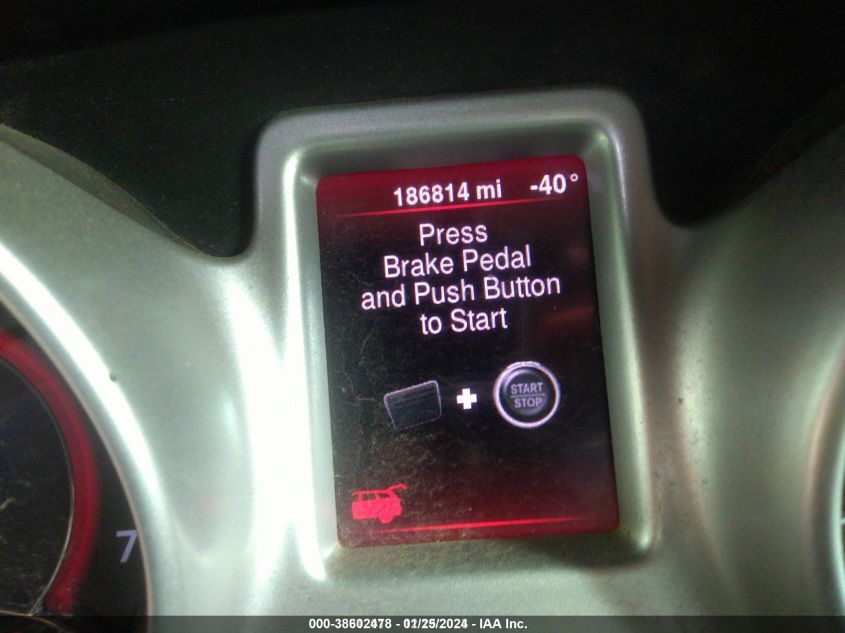 186814 mi -40°
Press
Brake Pedal
and Push Button
to Start
START
STOP
7
000-38602478 - 01/25/2024 - IAA Inc.